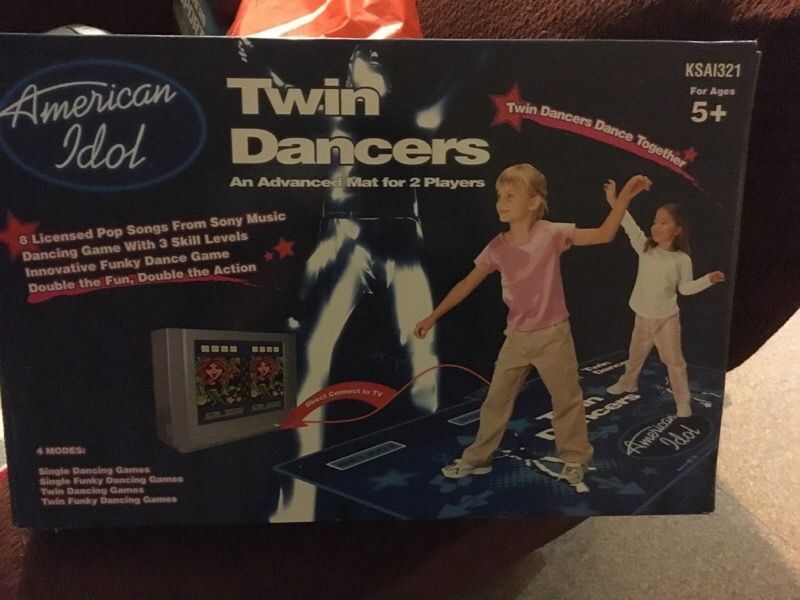 American
Idol
Twin
Dancers
An Advanced Mat for 2 Players
KSAI321
For Ages
5+
Twin Dancers Dance Together
8 Licensed Pop Songs From Sony Music
Dancing Game With 3 Skill Levels
Innovative Funky Dance Game
Double the Fun, Double the Action
Direct Connect to TV
4 MODES:
Single Dancing Games
Single Funky Dancing Games
Twin Dancing Games
Twin Funky Dancing Games
Twin
Dancers
American
Idol